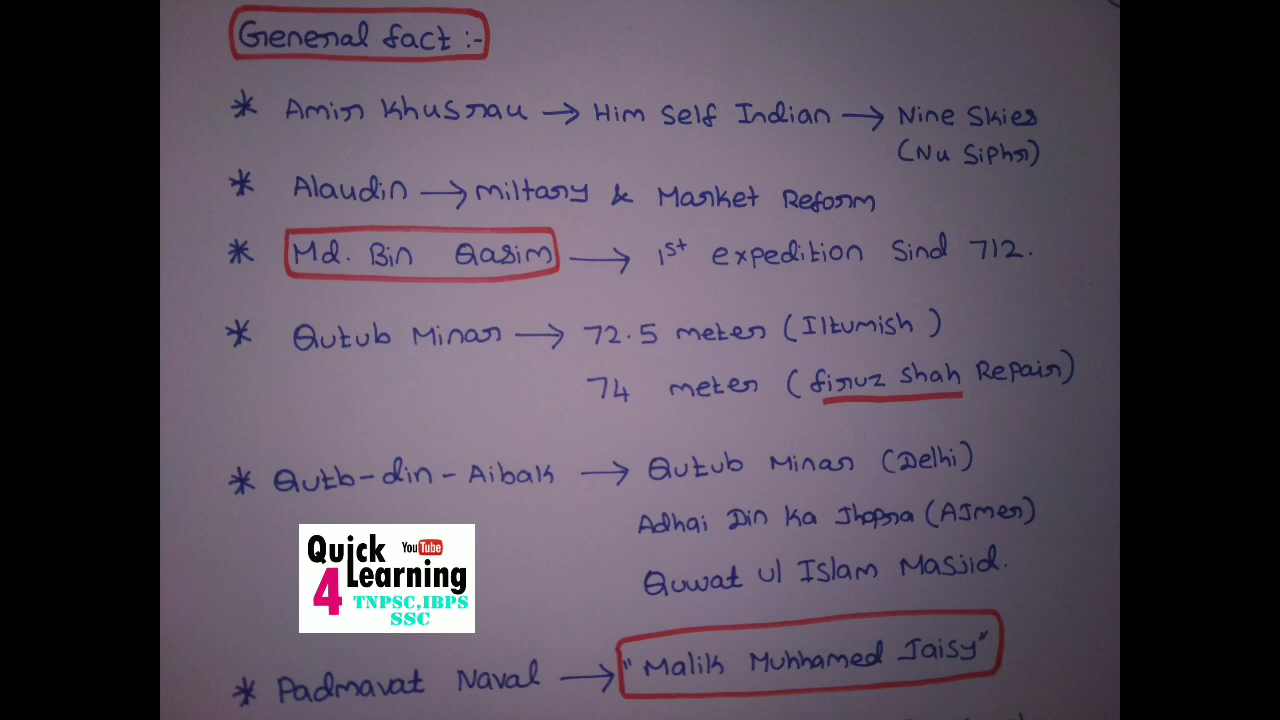 General fact :-
* Amir Khusrau → Him self Indian → Nine Skies
(Nu Siphr)
* Alaudin → miltary & Market Reform
* Md. Bin Qasim → 1st expedition Sind 712.
* Qutub Minar → 72.5 meter (Iltumish)
74 meter (firuz shah Repair)
* Qutb-din-Aibak → Qutub Minar (Delhi)
Adhai Din Ka Jhopra (AJmer)
Quwat ul Islam Masjid.
Quick YouTube
4 Learning
TNPSC,IBPS
SSC
* Padmavat Naval → "Malik Muhhamed Jaisy"